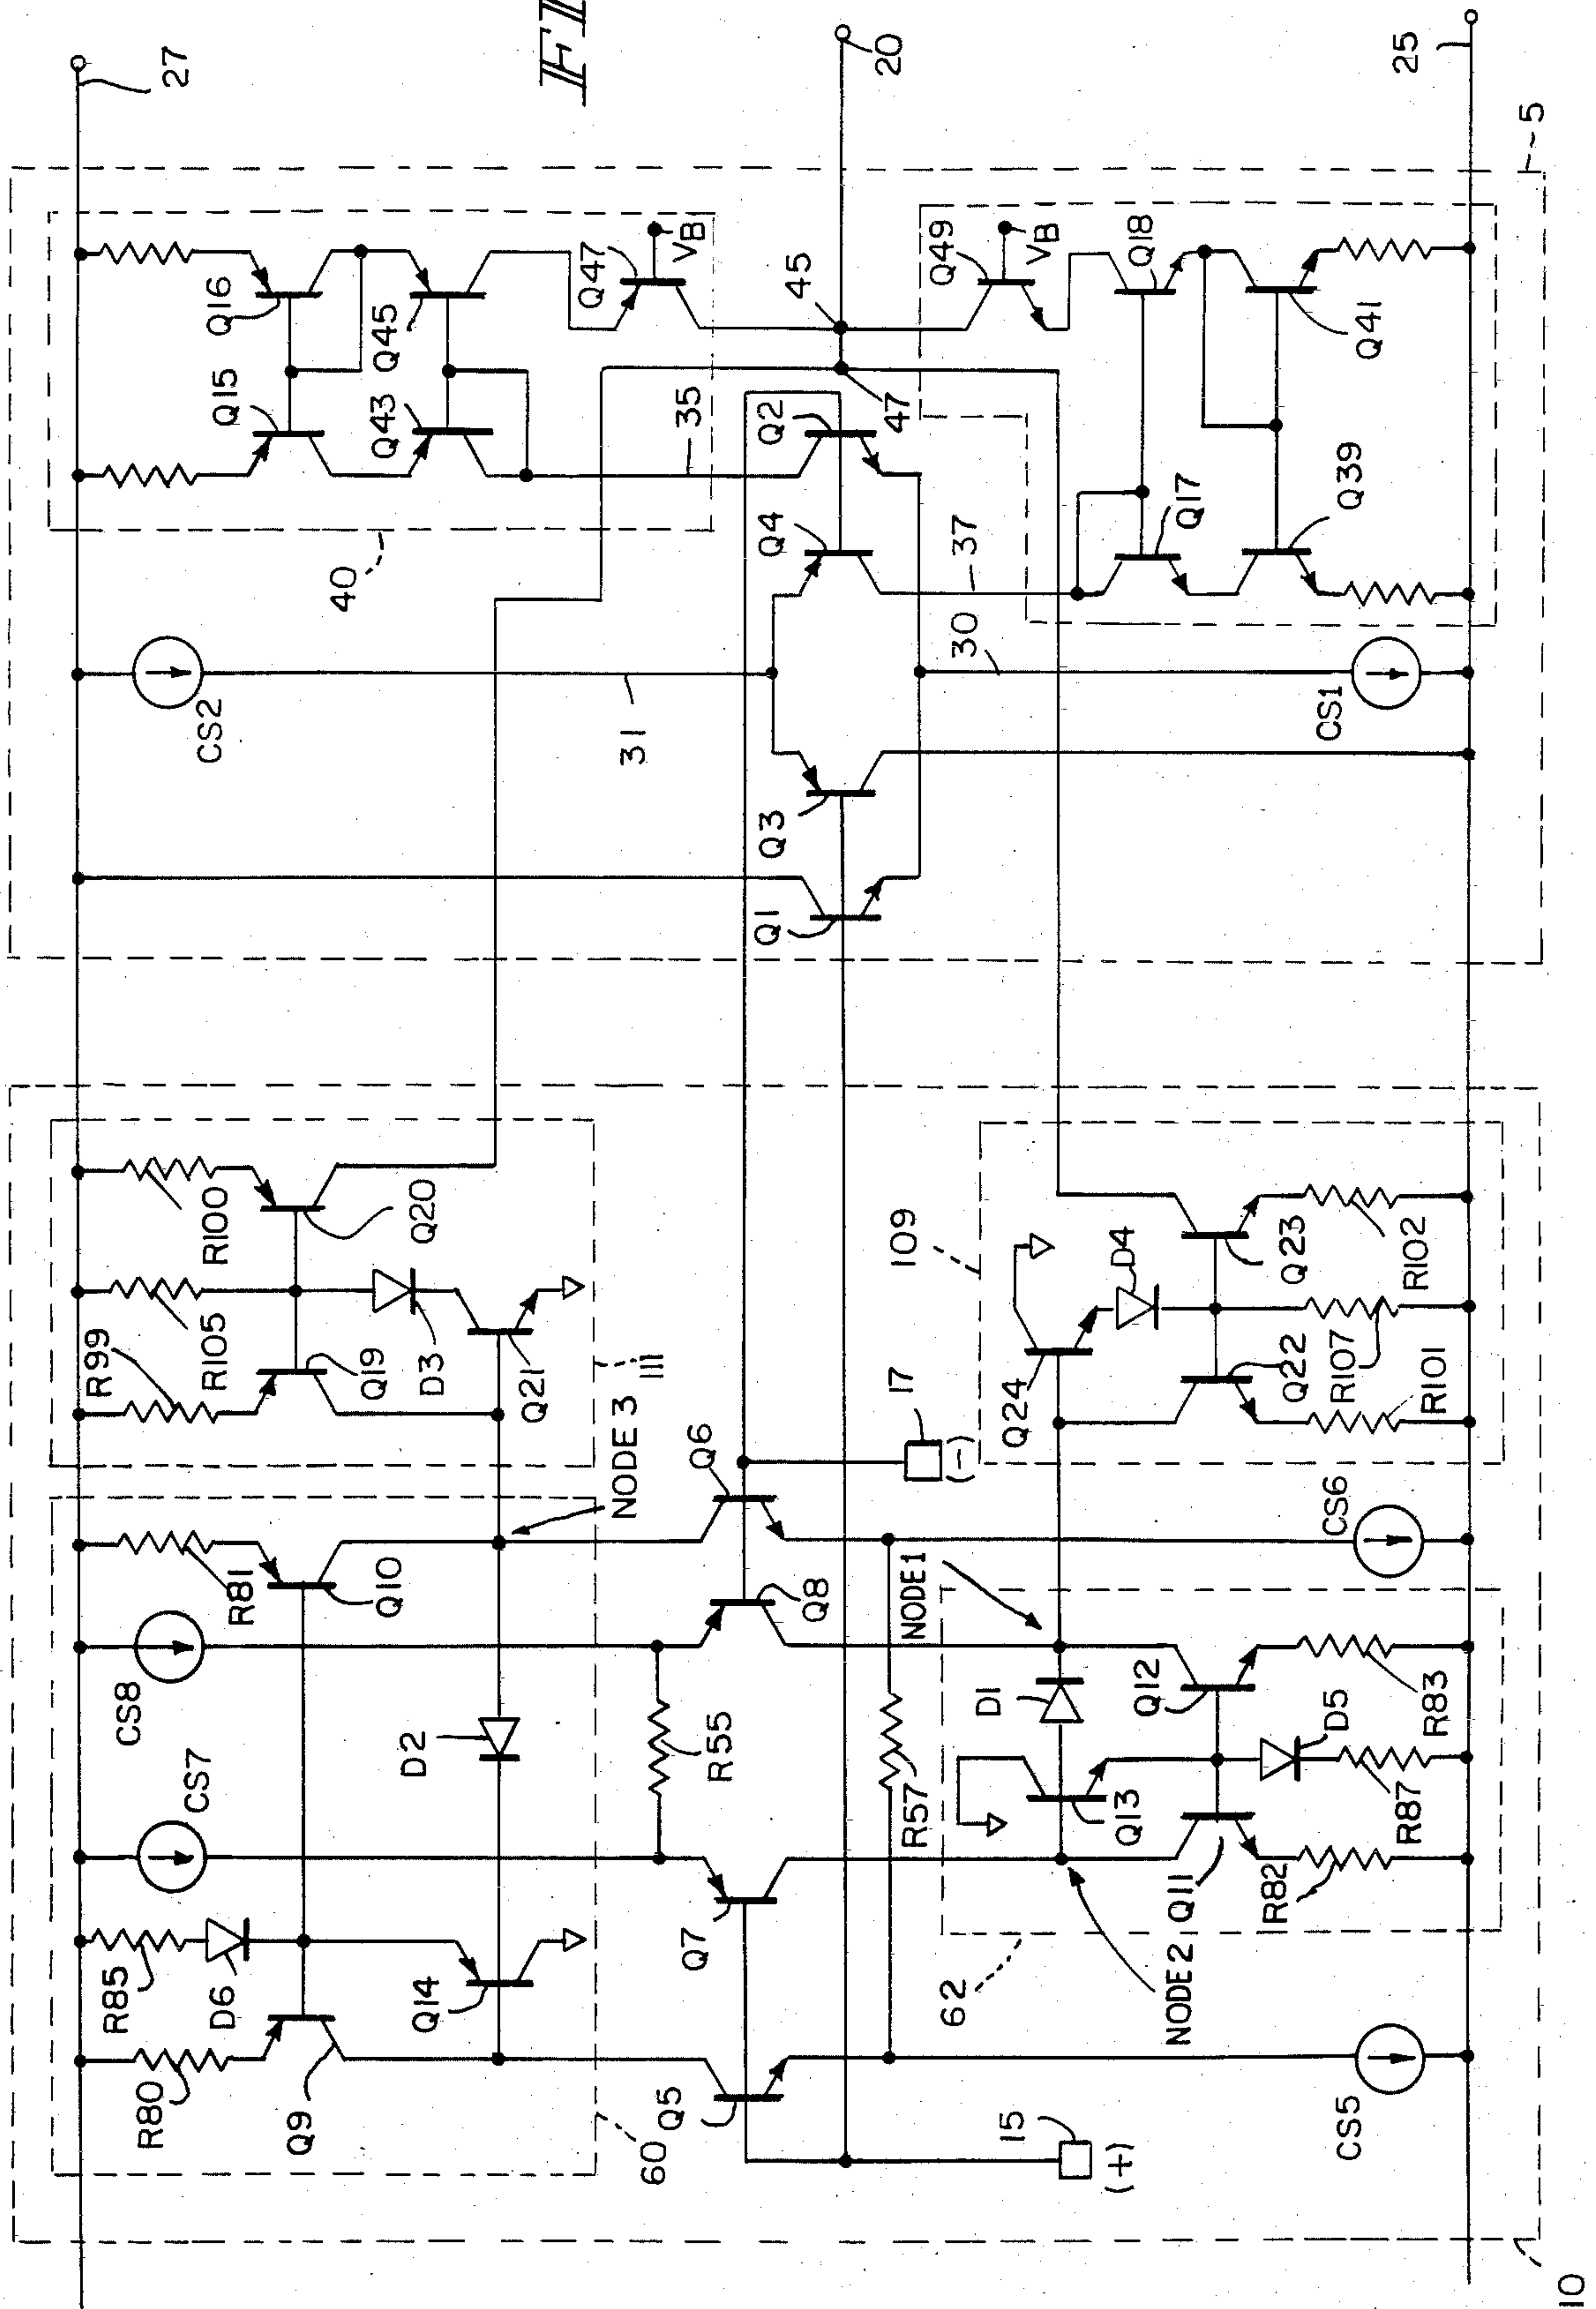 FI
27
20
25
5
Q16
Q15
Q45
Q43
Q47
VB
45
47
Q49
VB
Q18
Q41
Q17
Q39
35
37
Q2
Q4
40
30
31
CS2
CS1
Q3
Q1
R100
R105
R99
Q20
Q19
D3
Q21
111
109
D4
Q23
R102
Q24
Q22
R107
R101
17
(-)
NODE 3
Q6
R81
Q10
CS8
Q8
NODE 1
CS6
D2
R55
D1
Q12
R83
CS7
R57
Q13
D5
R87
Q11
R82
R85
D6
Q14
Q7
NODE 2
62
R80
Q9
60
Q5
15
(+)
CS5
10